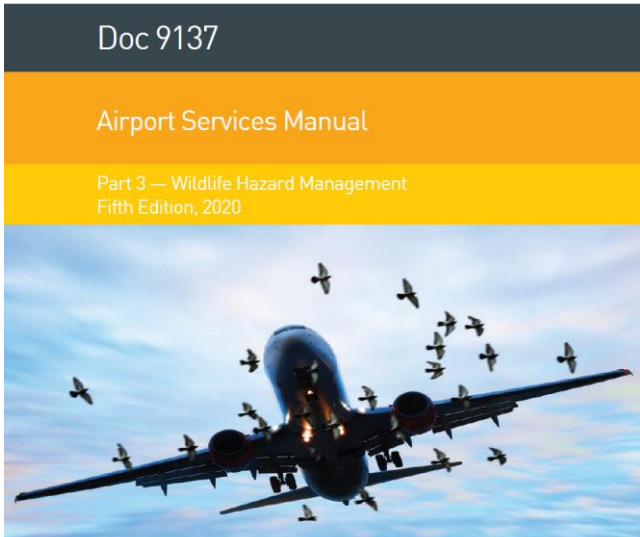 Doc 9137
Airport Services Manual
Part 3 — Wildlife Hazard Management
Fifth Edition, 2020